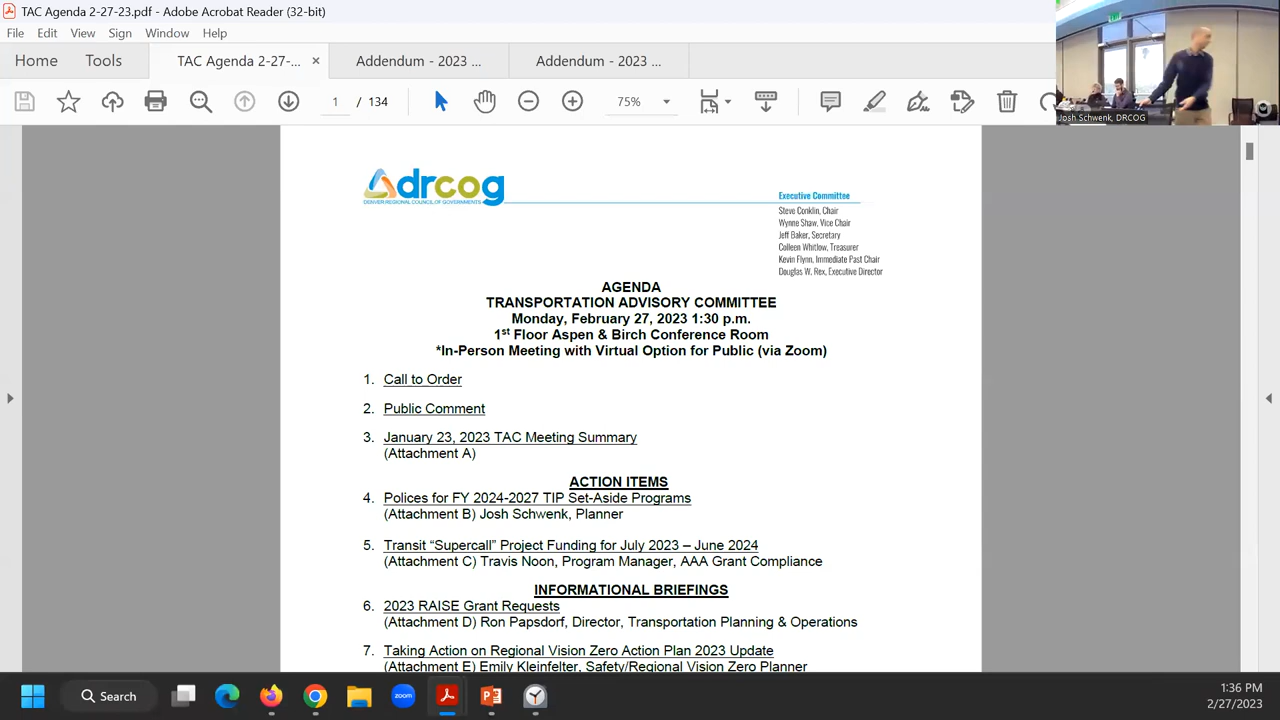 TAC Agenda 2-27-23.pdf - Adobe Acrobat Reader (32-bit)
File Edit View Sign Window Help
Home Tools TAC Agenda 2-27-... × Addendum - 2023 ... Addendum - 2023 ...
1 / 134 75%
Josh Schwenk, DRCOG
drcog
DENVER REGIONAL COUNCIL OF GOVERNMENTS
Executive Committee
Steve Conklin, Chair
Wynne Shaw, Vice Chair
Jeff Baker, Secretary
Colleen Whitlow, Treasurer
Kevin Flynn, Immediate Past Chair
Douglas W. Rex, Executive Director
AGENDA
TRANSPORTATION ADVISORY COMMITTEE
Monday, February 27, 2023 1:30 p.m.
1st Floor Aspen & Birch Conference Room
*In-Person Meeting with Virtual Option for Public (via Zoom)
1. Call to Order
2. Public Comment
3. January 23, 2023 TAC Meeting Summary
(Attachment A)
ACTION ITEMS
4. Polices for FY 2024-2027 TIP Set-Aside Programs
(Attachment B) Josh Schwenk, Planner
5. Transit “Supercall” Project Funding for July 2023 – June 2024
(Attachment C) Travis Noon, Program Manager, AAA Grant Compliance
INFORMATIONAL BRIEFINGS
6. 2023 RAISE Grant Requests
(Attachment D) Ron Papsdorf, Director, Transportation Planning & Operations
7. Taking Action on Regional Vision Zero Action Plan 2023 Update
(Attachment E) Emily Kleinfelter, Safety/Regional Vision Zero Planner
Search
zoom
1:36 PM
2/27/2023